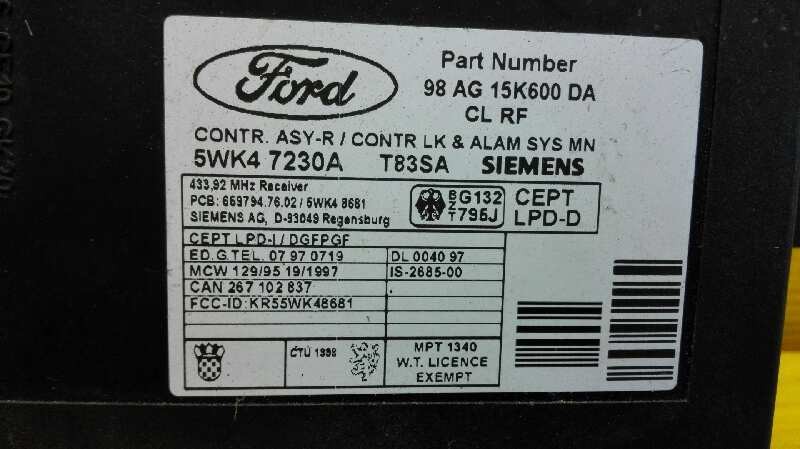 Ford
Part Number
98 AG 15K600 DA
CL RF
CONTR. ASY-R / CONTR LK & ALAM SYS MN
5WK4 7230A T83SA SIEMENS
433,92 MHz Receiver
PCB: 659794.76.02 / 5WK4 8681
SIEMENS AG, D-93049 Regensburg
BZT
G132
795J
CEPT
LPD-D
CEPT LPD-I / DGFPGF
ED.G.TEL. 07 97 0719
DL 0040 97
MCW 129/95 19/1997
IS-2685-00
CAN 267 102 837
FCC-ID: KR55WK48681
CTU 1998
MPT 1340
W.T. LICENCE
EXEMPT